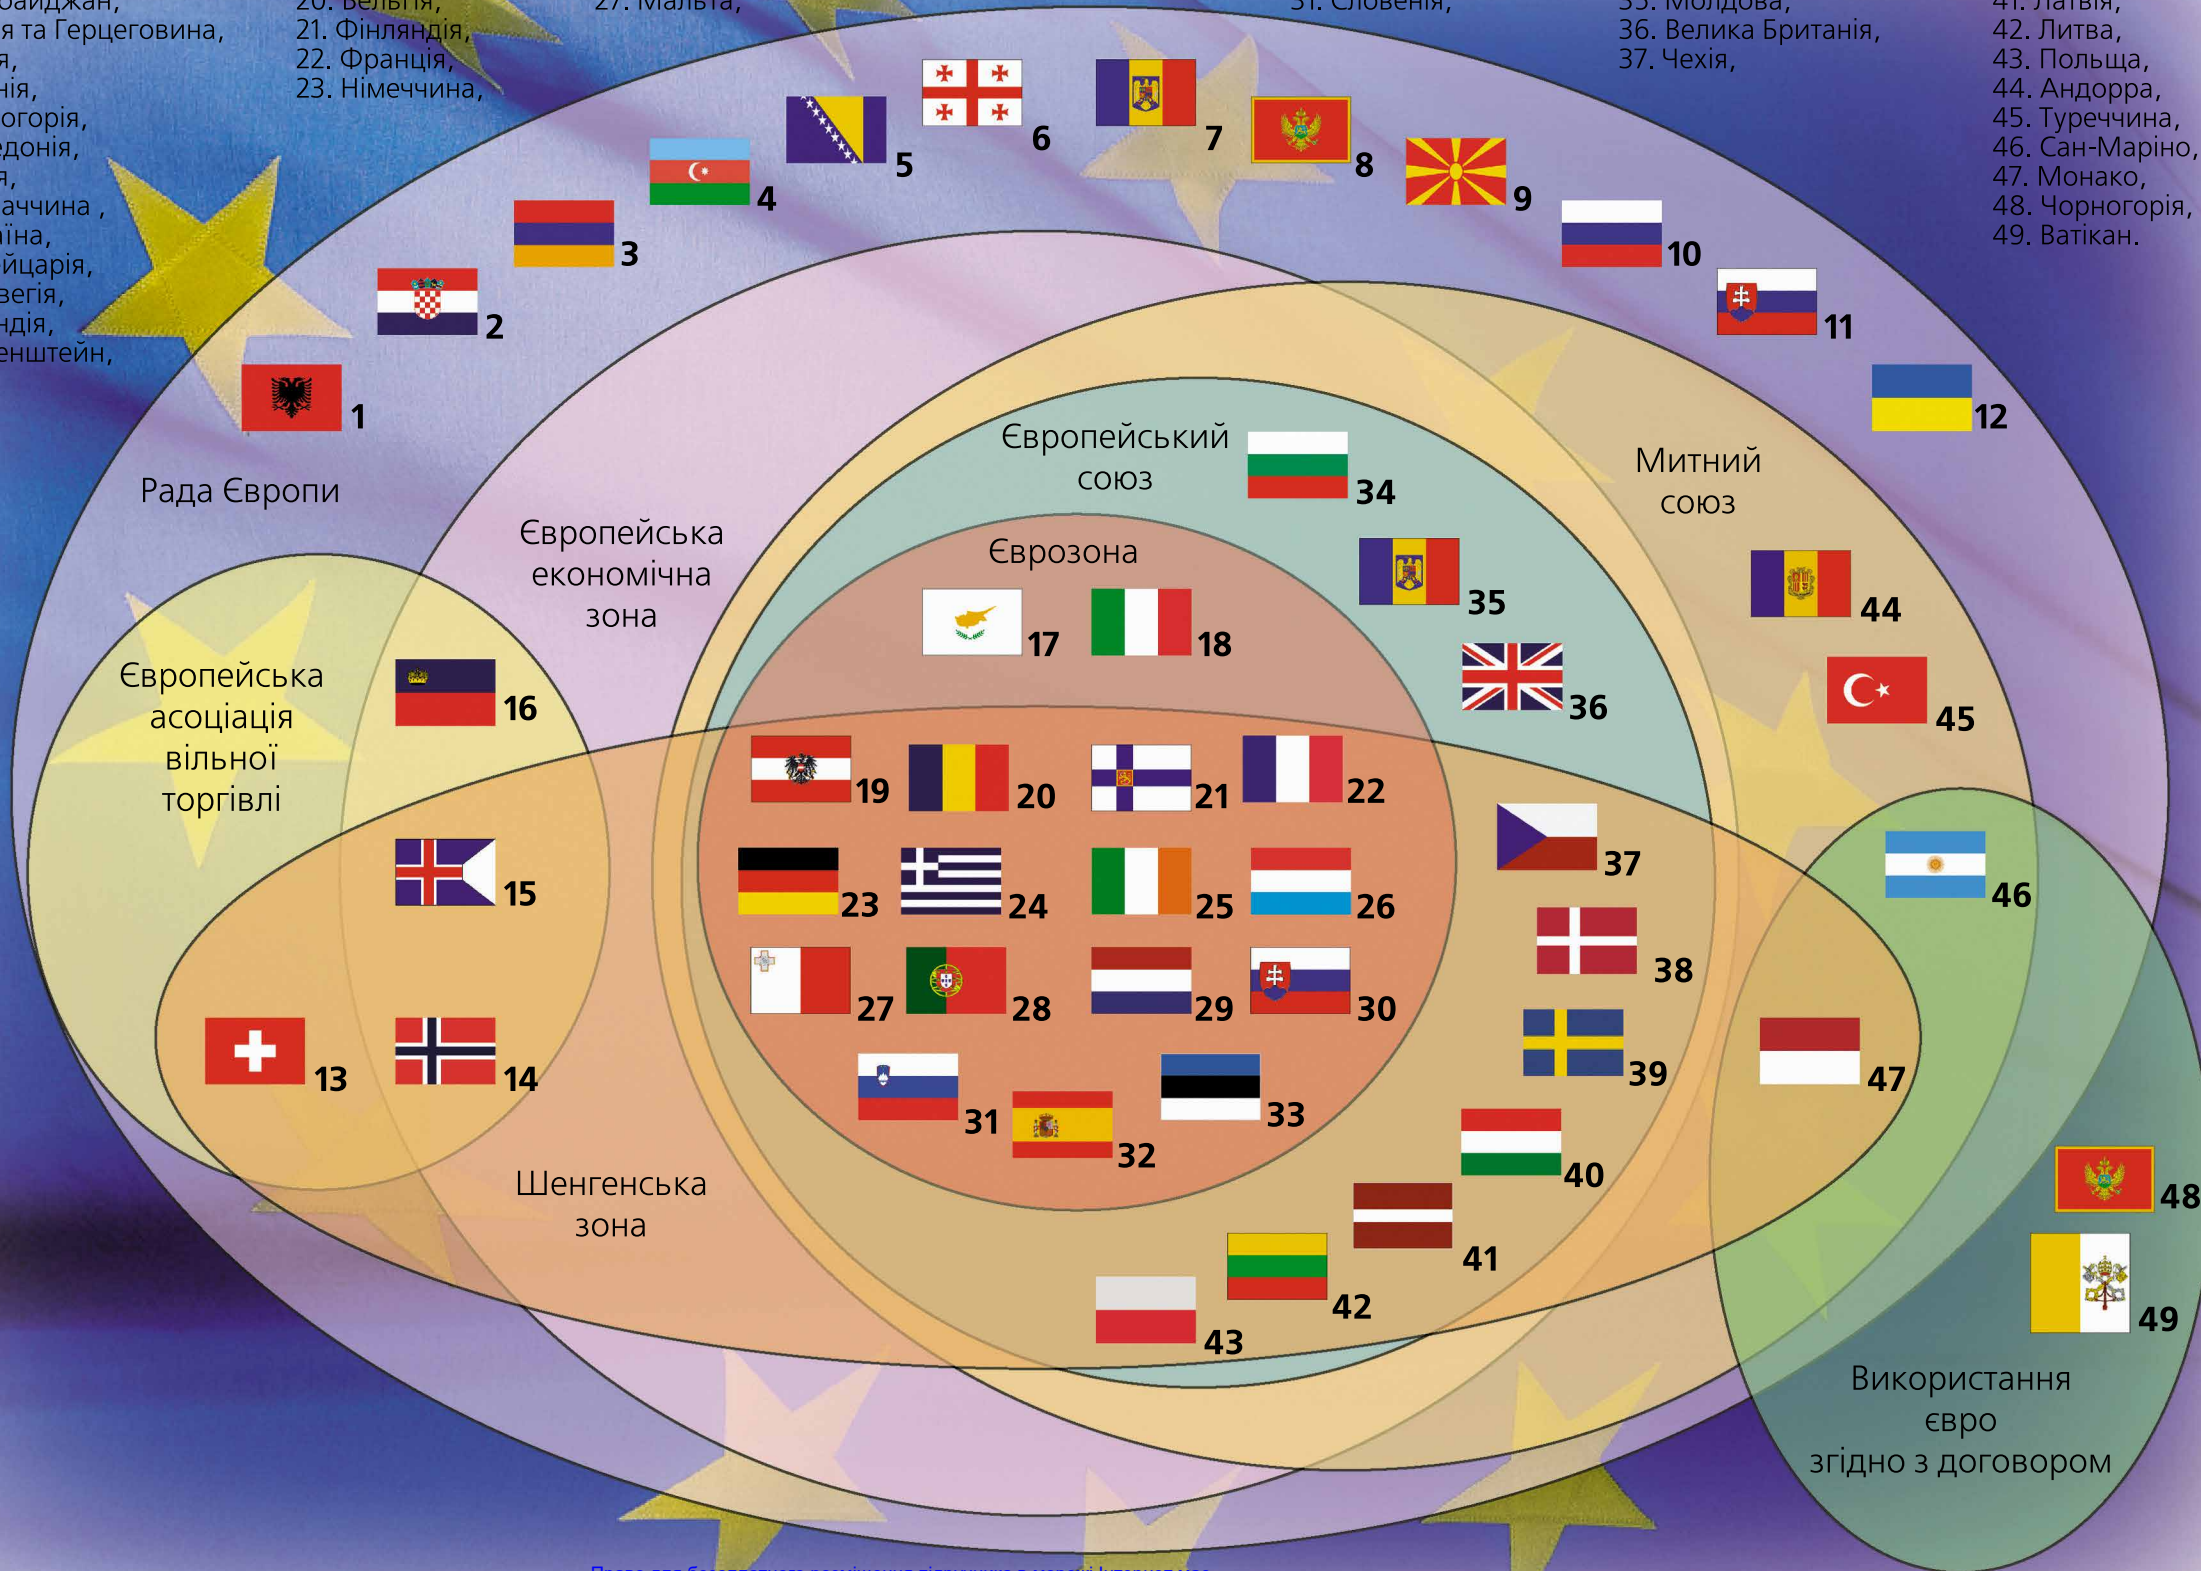 та Герцеговина,
огорія,
аччина ,
ейцарія,
енштейн,
20. Бельгія,
21. Фінляндія,
22. Франція,
23. Німеччина,
27. Мальта,
31. Словенія,
35. Молдова,
36. Велика Британія,
37. Чехія,
41. Латвія,
42. Литва,
43. Польща,
44. Андорра,
45. Туреччина,
46. Сан-Маріно,
47. Монако,
48. Чорногорія,
49. Ватікан.
1
2
3
4
5
6
7
8
9
10
11
12
Рада Європи
Європейська
економічна
зона
Європейський
союз
34
Митний
союз
Єврозона
17
18
35
36
44
45
Європейська
асоціація
вільної
торгівлі
16
15
13
14
19
20
21
22
23
24
25
26
27
28
29
30
31
32
33
37
38
39
40
41
42
43
46
47
48
49
Шенгенська
зона
Використання
євро
згідно з договором